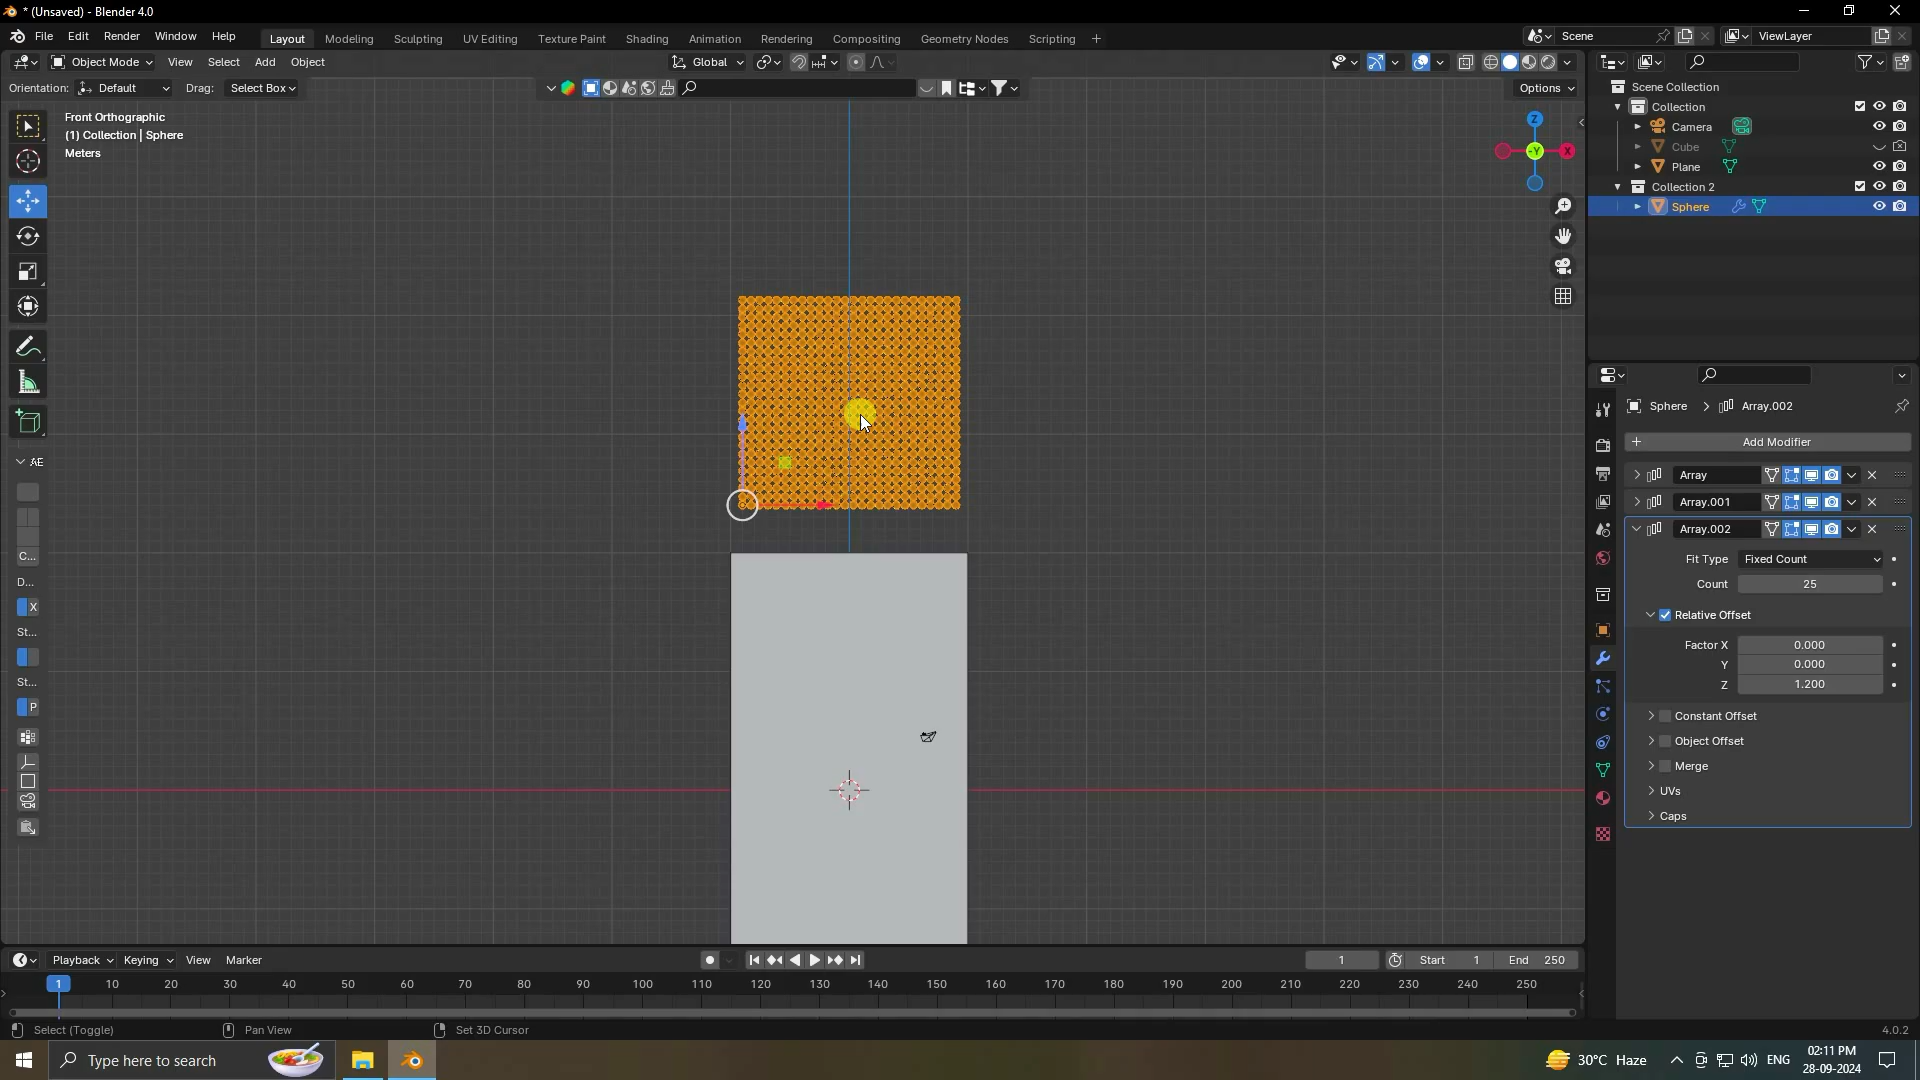 * (Unsaved) - Blender 4.0
File Edit Render Window Help
Layout Modeling Sculpting UV Editing Texture Paint Shading Animation Rendering Compositing Geometry Nodes Scripting +
Scene
ViewLayer
Object Mode View Select Add Object
Global
Orientation: Default Drag: Select Box
Options
Front Orthographic
(1) Collection | Sphere
Meters
Z
-Y
X
Scene Collection
Collection
Camera
Cube
Plane
Collection 2
Sphere
Sphere > Array.002
+ Add Modifier
Array
Array.001
Array.002
Fit Type Fixed Count
Count 25
Relative Offset
Factor X 0.000
Y 0.000
Z 1.200
Constant Offset
Object Offset
Merge
UVs
Caps
AE
C...
D...
X
St...
St...
P
Playback Keying View Marker
1
Start 1
End 250
1 10 20 30 40 50 60 70 80 90 100 110 120 130 140 150 160 170 180 190 200 210 220 230 240 250
Select (Toggle)
Pan View
Set 3D Cursor
4.0.2
Type here to search
30°C Haze
ENG
02:11 PM
28-09-2024